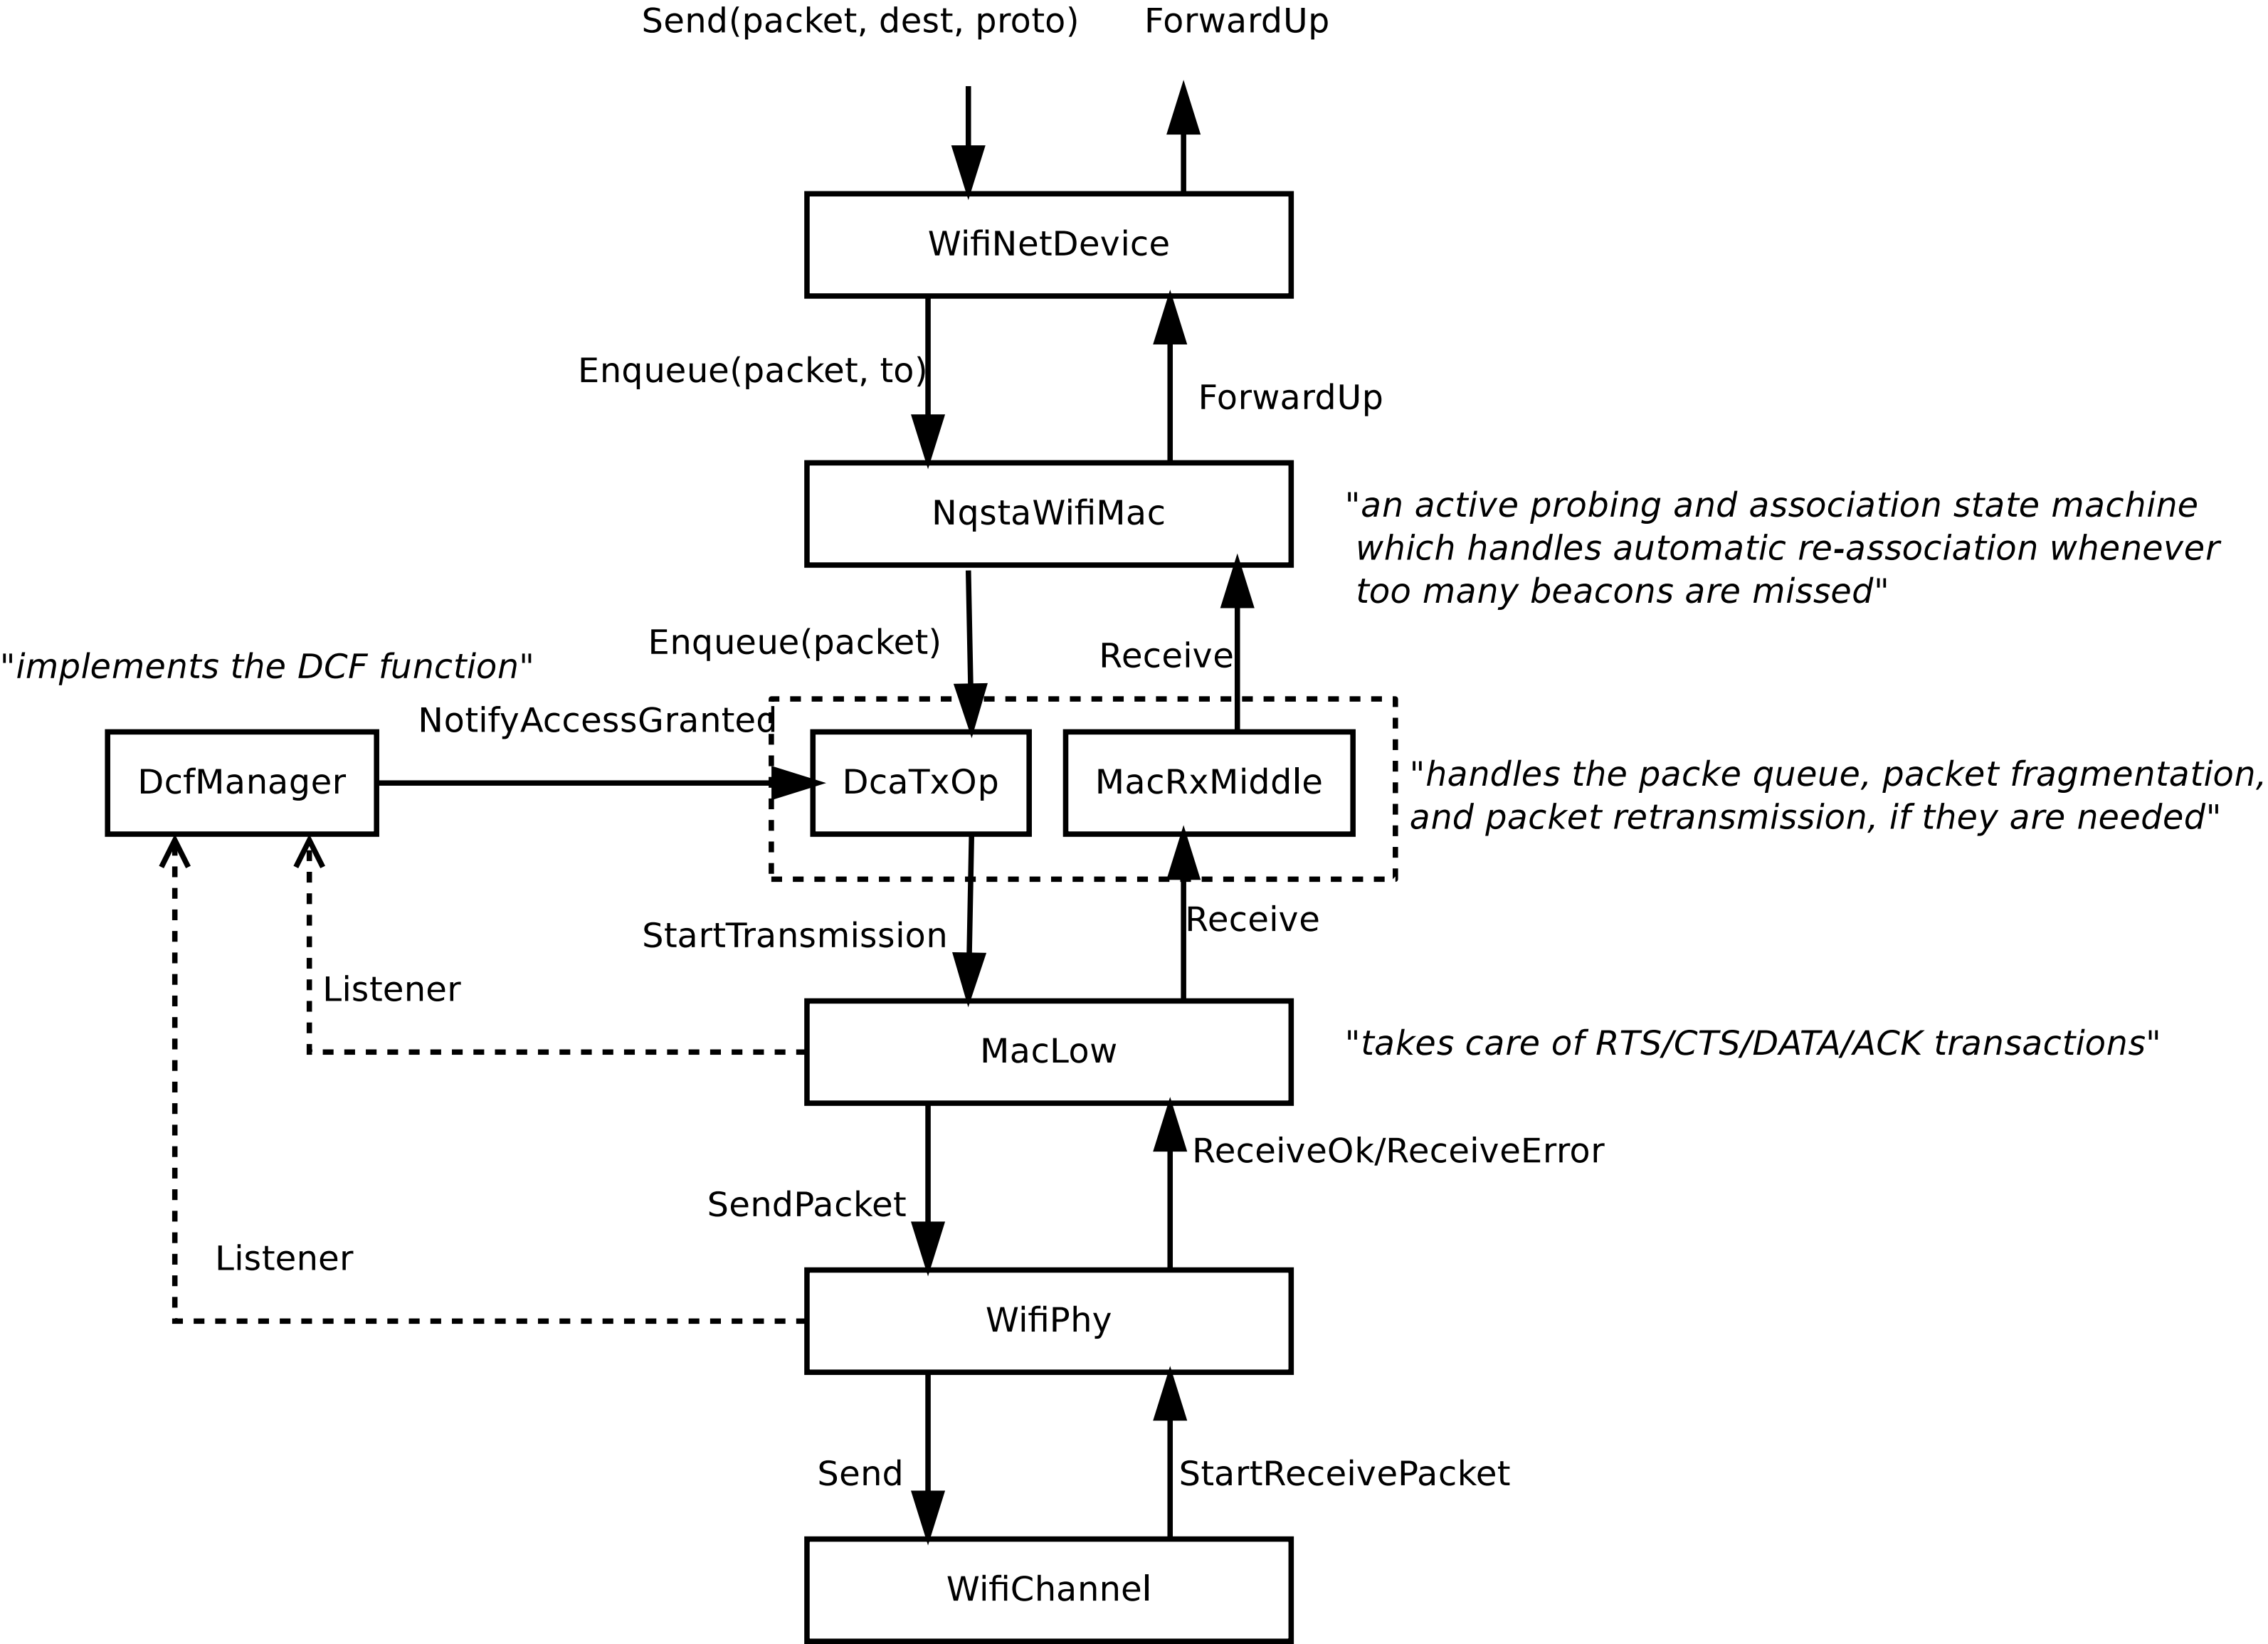 Send(packet, dest, proto)
ForwardUp
WifiNetDevice
Enqueue(packet, to)
ForwardUp
NqstaWifiMac
"an active probing and association state machine
which handles automatic re-association whenever
too many beacons are missed"
Enqueue(packet)
Receive
"implements the DCF function"
NotifyAccessGranted
DcfManager
DcaTxOp
MacRxMiddle
"handles the packe queue, packet fragmentation,
and packet retransmission, if they are needed"
StartTransmission
Receive
Listener
MacLow
"takes care of RTS/CTS/DATA/ACK transactions"
ReceiveOk/ReceiveError
SendPacket
Listener
WifiPhy
Send
StartReceivePacket
WifiChannel